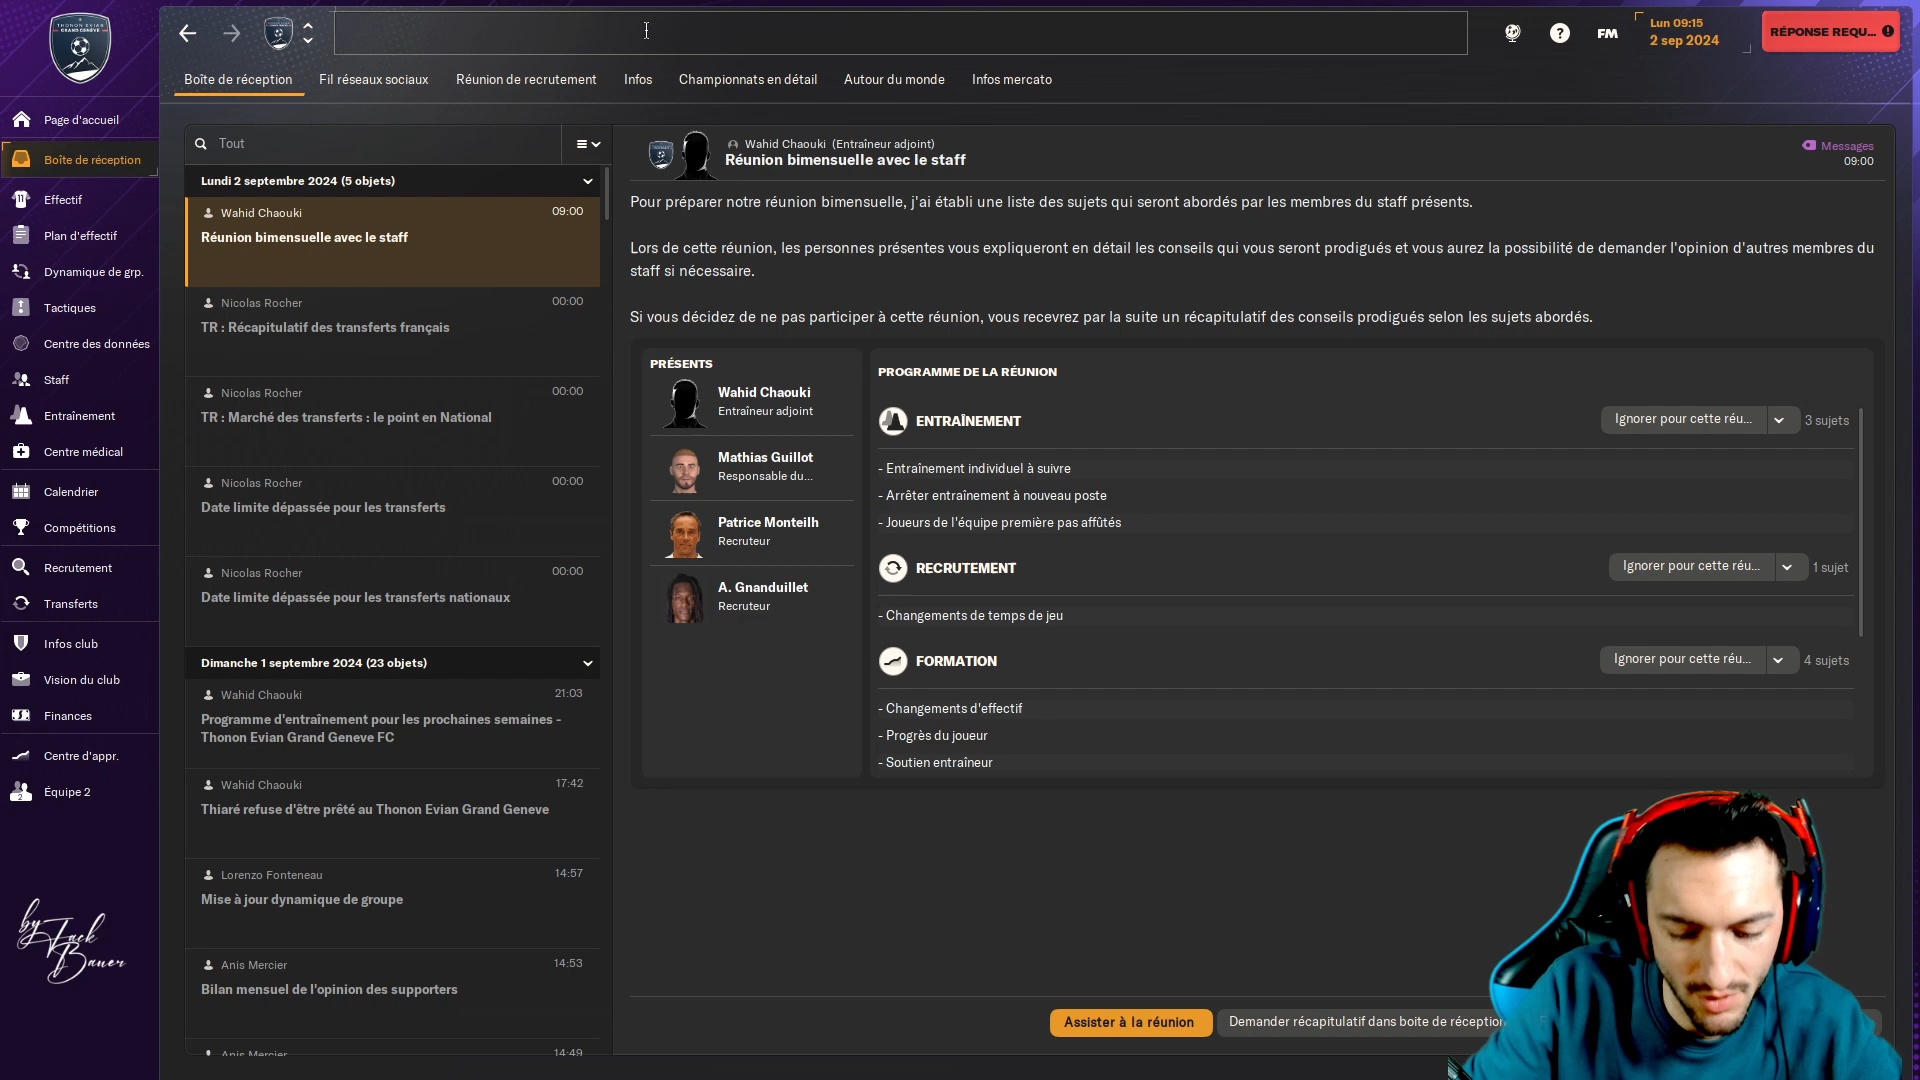 THONON EVIAN
GRAND GENÈVE
FM
Lun 09:15
2 sep 2024
RÉPONSE REQU...
Boîte de réception
Fil réseaux sociaux
Réunion de recrutement
Infos
Championnats en détail
Autour du monde
Infos mercato
Page d'accueil
Boîte de réception
Effectif
Plan d'effectif
Dynamique de grp.
Tactiques
Centre des données
Staff
Entraînement
Centre médical
Calendrier
Compétitions
Recrutement
Transferts
Infos club
Vision du club
Finances
Centre d'appr.
Équipe 2
by Jack
Bauer
Tout
Lundi 2 septembre 2024 (5 objets)
Wahid Chaouki 09:00
Réunion bimensuelle avec le staff
Nicolas Rocher 00:00
TR : Récapitulatif des transferts français
Nicolas Rocher 00:00
TR : Marché des transferts : le point en National
Nicolas Rocher 00:00
Date limite dépassée pour les transferts
Nicolas Rocher 00:00
Date limite dépassée pour les transferts nationaux
Dimanche 1 septembre 2024 (23 objets)
Wahid Chaouki 21:03
Programme d'entraînement pour les prochaines semaines -
Thonon Evian Grand Geneve FC
Wahid Chaouki 17:42
Thiaré refuse d'être prêté au Thonon Evian Grand Geneve
Lorenzo Fonteneau 14:57
Mise à jour dynamique de groupe
Anis Mercier 14:53
Bilan mensuel de l'opinion des supporters
Anis Mercier 14:49
Wahid Chaouki (Entraîneur adjoint)
Réunion bimensuelle avec le staff
Messages
09:00
Pour préparer notre réunion bimensuelle, j'ai établi une liste des sujets qui seront abordés par les membres du staff présents.
Lors de cette réunion, les personnes présentes vous expliqueront en détail les conseils qui vous seront prodigués et vous aurez la possibilité de demander l'opinion d'autres membres du
staff si nécessaire.
Si vous décidez de ne pas participer à cette réunion, vous recevrez par la suite un récapitulatif des conseils prodigués selon les sujets abordés.
PRÉSENTS
Wahid Chaouki
Entraîneur adjoint
Mathias Guillot
Responsable du...
Patrice Monteilh
Recruteur
A. Gnanduillet
Recruteur
PROGRAMME DE LA RÉUNION
ENTRAÎNEMENT
Ignorer pour cette réu...
3 sujets
- Entraînement individuel à suivre
- Arrêter entraînement à nouveau poste
- Joueurs de l'équipe première pas affûtés
RECRUTEMENT
Ignorer pour cette réu...
1 sujet
- Changements de temps de jeu
FORMATION
Ignorer pour cette réu...
4 sujets
- Changements d'effectif
- Progrès du joueur
- Soutien entraîneur
Assister à la réunion
Demander récapitulatif dans boite de réception